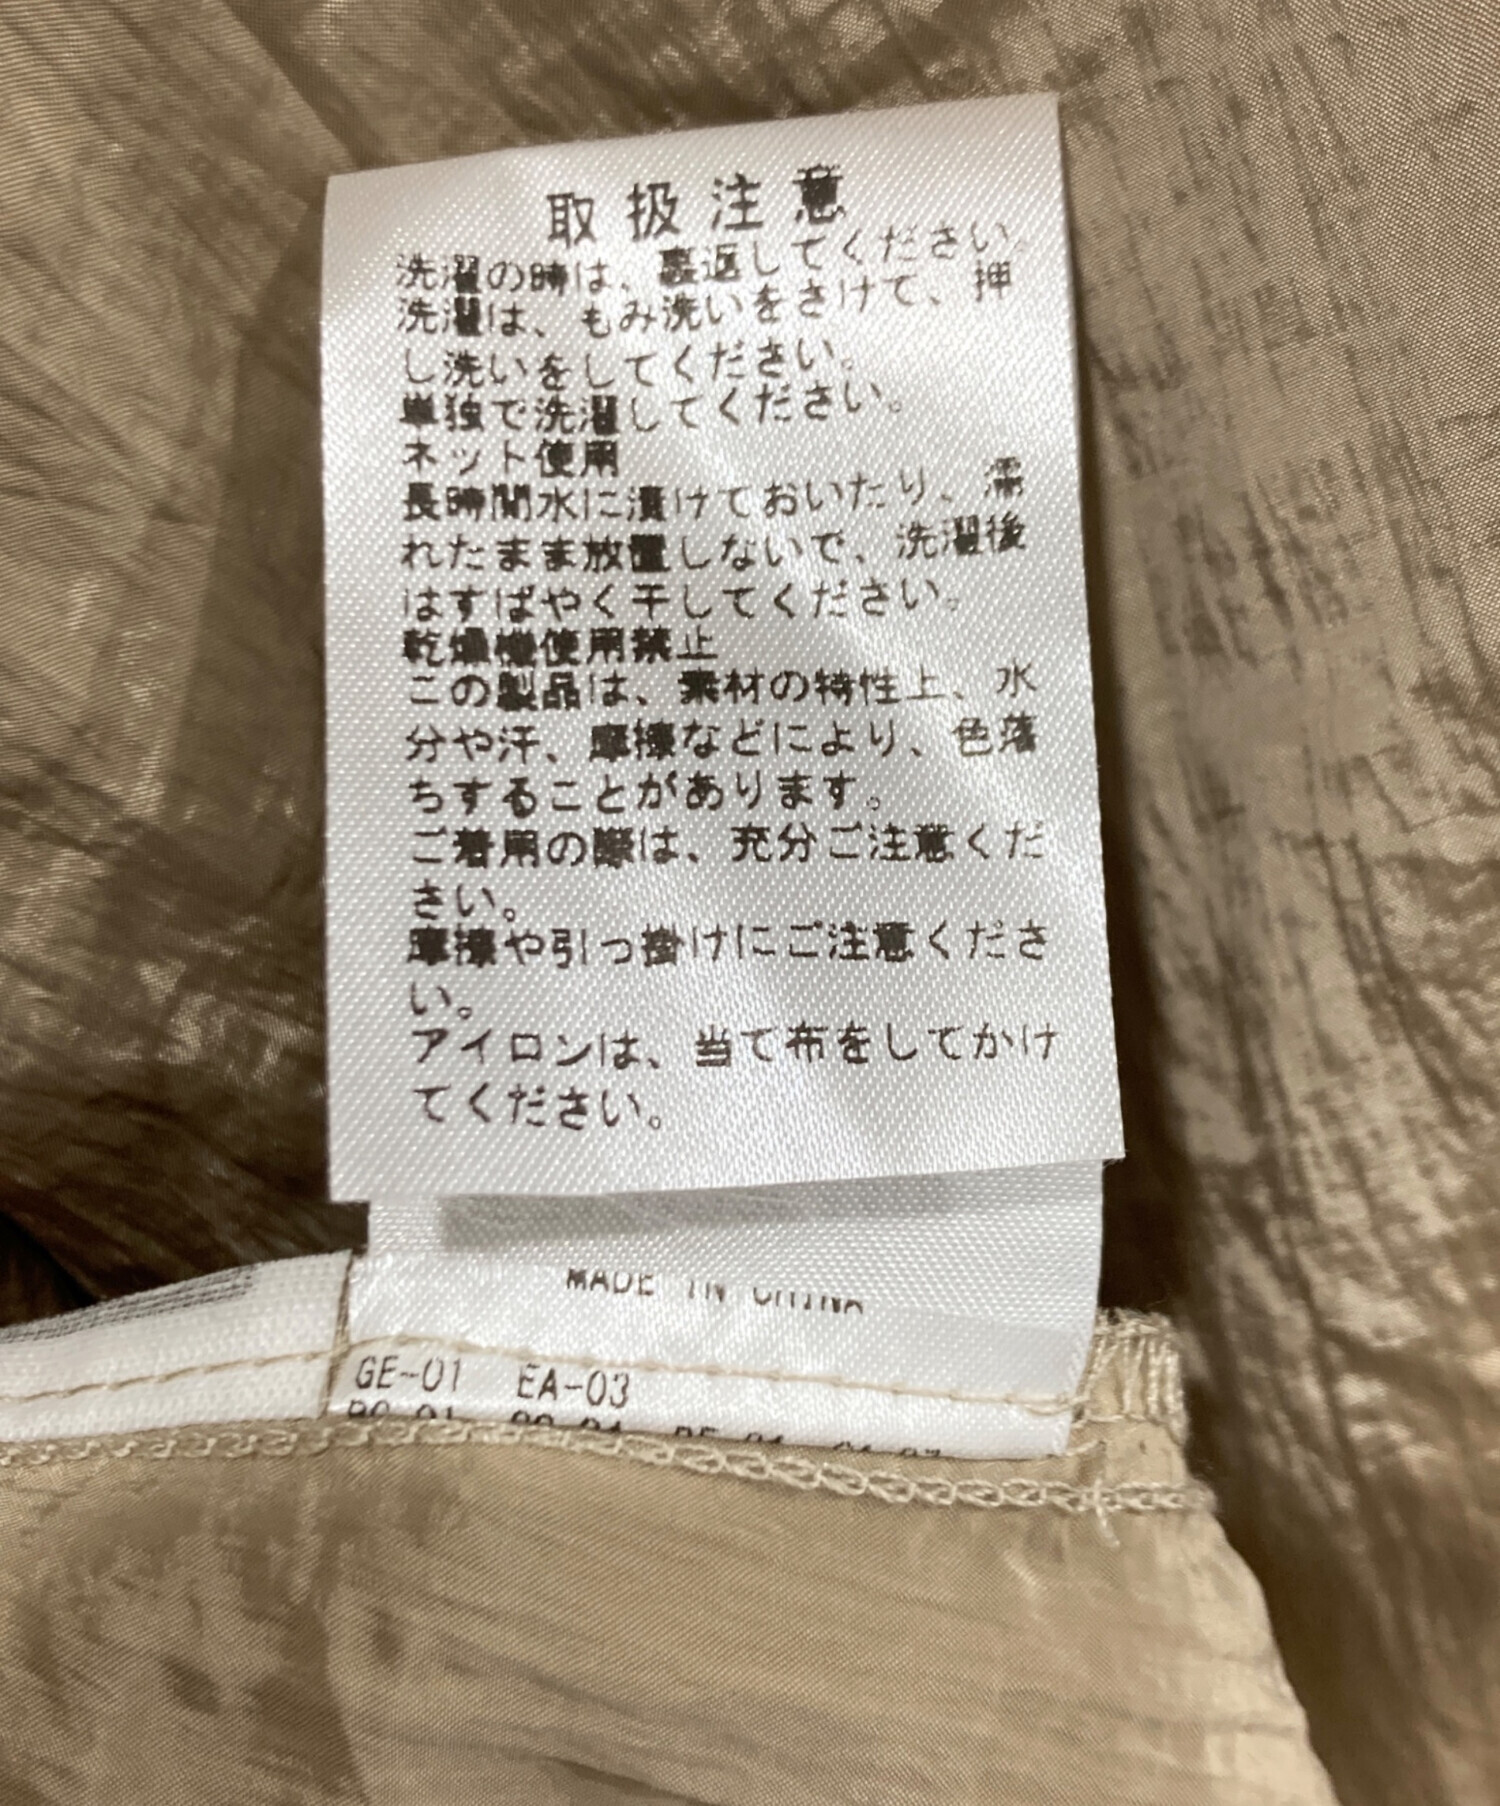 取扱注意
洗濯の時は、裏返してください。
洗濯は、もみ洗いをさけて、押
し洗いをしてください。
単独で洗濯してください。
ネット使用
長時間水に漬けておいたり、濡
れたまま放置しないで、洗濯後
はすばやく干してください。
乾燥機使用禁止
この製品は、素材の特性上、水
分や汗、摩擦などにより、色落
ちすることがあります。
ご着用の際は、充分ご注意くだ
さい。
摩擦や引っ掛けにご注意くださ
い。
アイロンは、当て布をしてかけ
てください。
MADE IN CHINA
GE-01 EA-03